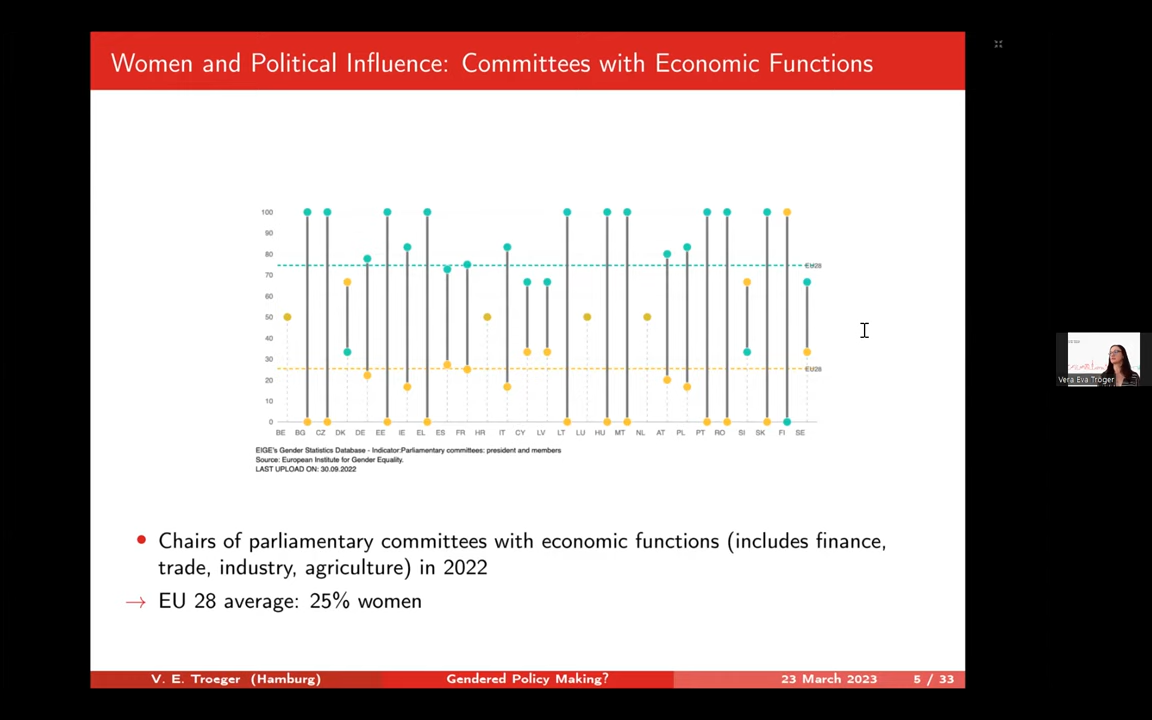 Women and Political Influence: Committees with Economic Functions
100
90
80
70
60
50
40
30
20
10
0
EU28
EU28
BE BG CZ DK DE EE IE EL ES FR HR IT CY LV LT LU HU MT NL AT PL PT RO SI SK FI SE
EIGE's Gender Statistics Database - Indicator:Parliamentary committees: president and members
Source: European Institute for Gender Equality.
LAST UPLOAD ON: 30.09.2022
Chairs of parliamentary committees with economic functions (includes finance,
trade, industry, agriculture) in 2022
→ EU 28 average: 25% women
V. E. Troeger (Hamburg) Gendered Policy Making? 23 March 2023 5 / 33
Vera Eva Tröger